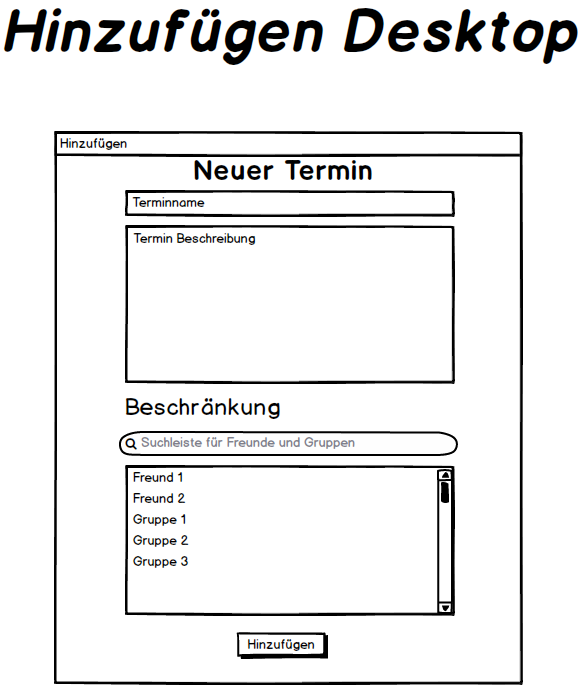 Hinzufügen Desktop
Hinzufügen
Neuer Termin
Terminname
Termin Beschreibung
Beschränkung
Suchleiste für Freunde und Gruppen
Freund 1
Freund 2
Gruppe 1
Gruppe 2
Gruppe 3
Hinzufügen